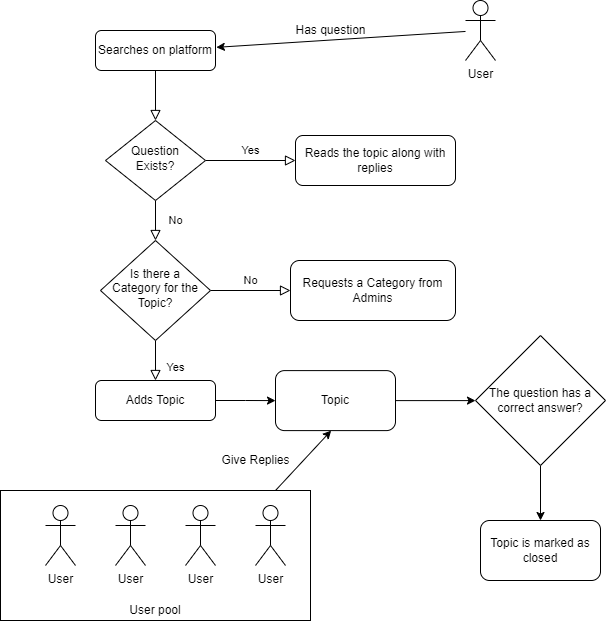 Has question
Searches on platform
User
Question
Exists?
Yes
Reads the topic along with
replies
No
Is there a
Category for the
Topic?
No
Requests a Category from
Admins
Yes
Adds Topic
Topic
The question has a
correct answer?
Give Replies
User
User
User
User
User pool
Topic is marked as
closed